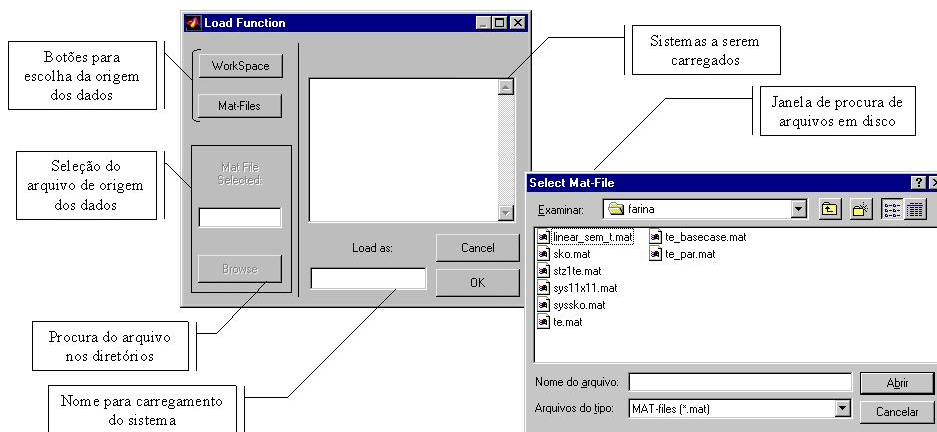 Load Function
Botões para
escolha da origem
dos dados
WorkSpace
Mat-Files
Sistemas a serem
carregados
Janela de procura de
arquivos em disco
Seleção do
arquivo de origem
dos dados
Mat File
Selected:
Browse
Load as:
Cancel
OK
Procura do arquivo
nos diretórios
Nome para carregamento
do sistema
Select Mat-File
Examinar:
farina
linear_sem_t.mat
sko.mat
stz1te.mat
sys11x11.mat
syssko.mat
te.mat
te_basecase.mat
te_par.mat
Nome do arquivo:
Abrir
Arquivos do tipo:
MAT-files (*.mat)
Cancelar